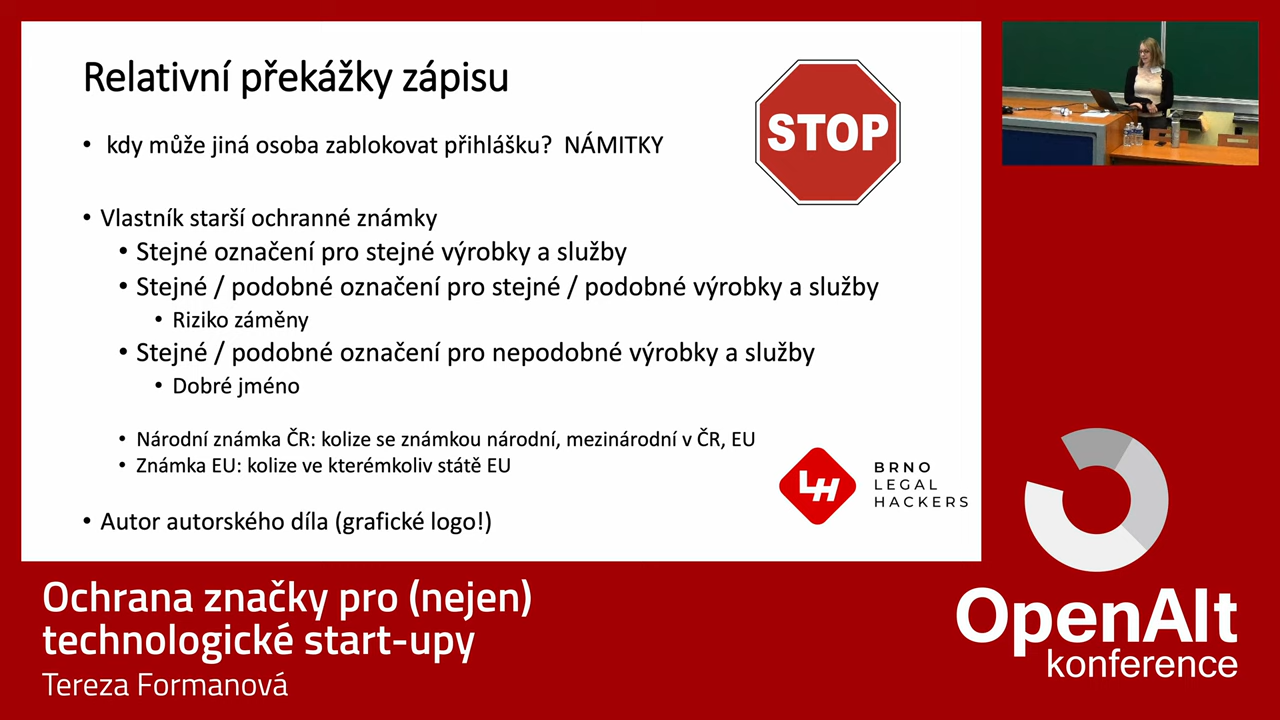 Relativní překážky zápisu
STOP
• kdy může jiná osoba zablokovat přihlášku? NÁMITKY
• Vlastník starší ochranné známky
• Stejné označení pro stejné výrobky a služby
• Stejné / podobné označení pro stejné / podobné výrobky a služby
• Riziko záměny
• Stejné / podobné označení pro nepodobné výrobky a služby
• Dobré jméno
• Národní známka ČR: kolize se známkou národní, mezinárodní v ČR, EU
• Známka EU: kolize ve kterémkoliv státě EU
• Autor autorského díla (grafické logo!)
LH
BRNO
LEGAL
HACKERS
Ochrana značky pro (nejen)
technologické start-upy
Tereza Formanová
OpenAlt
konference